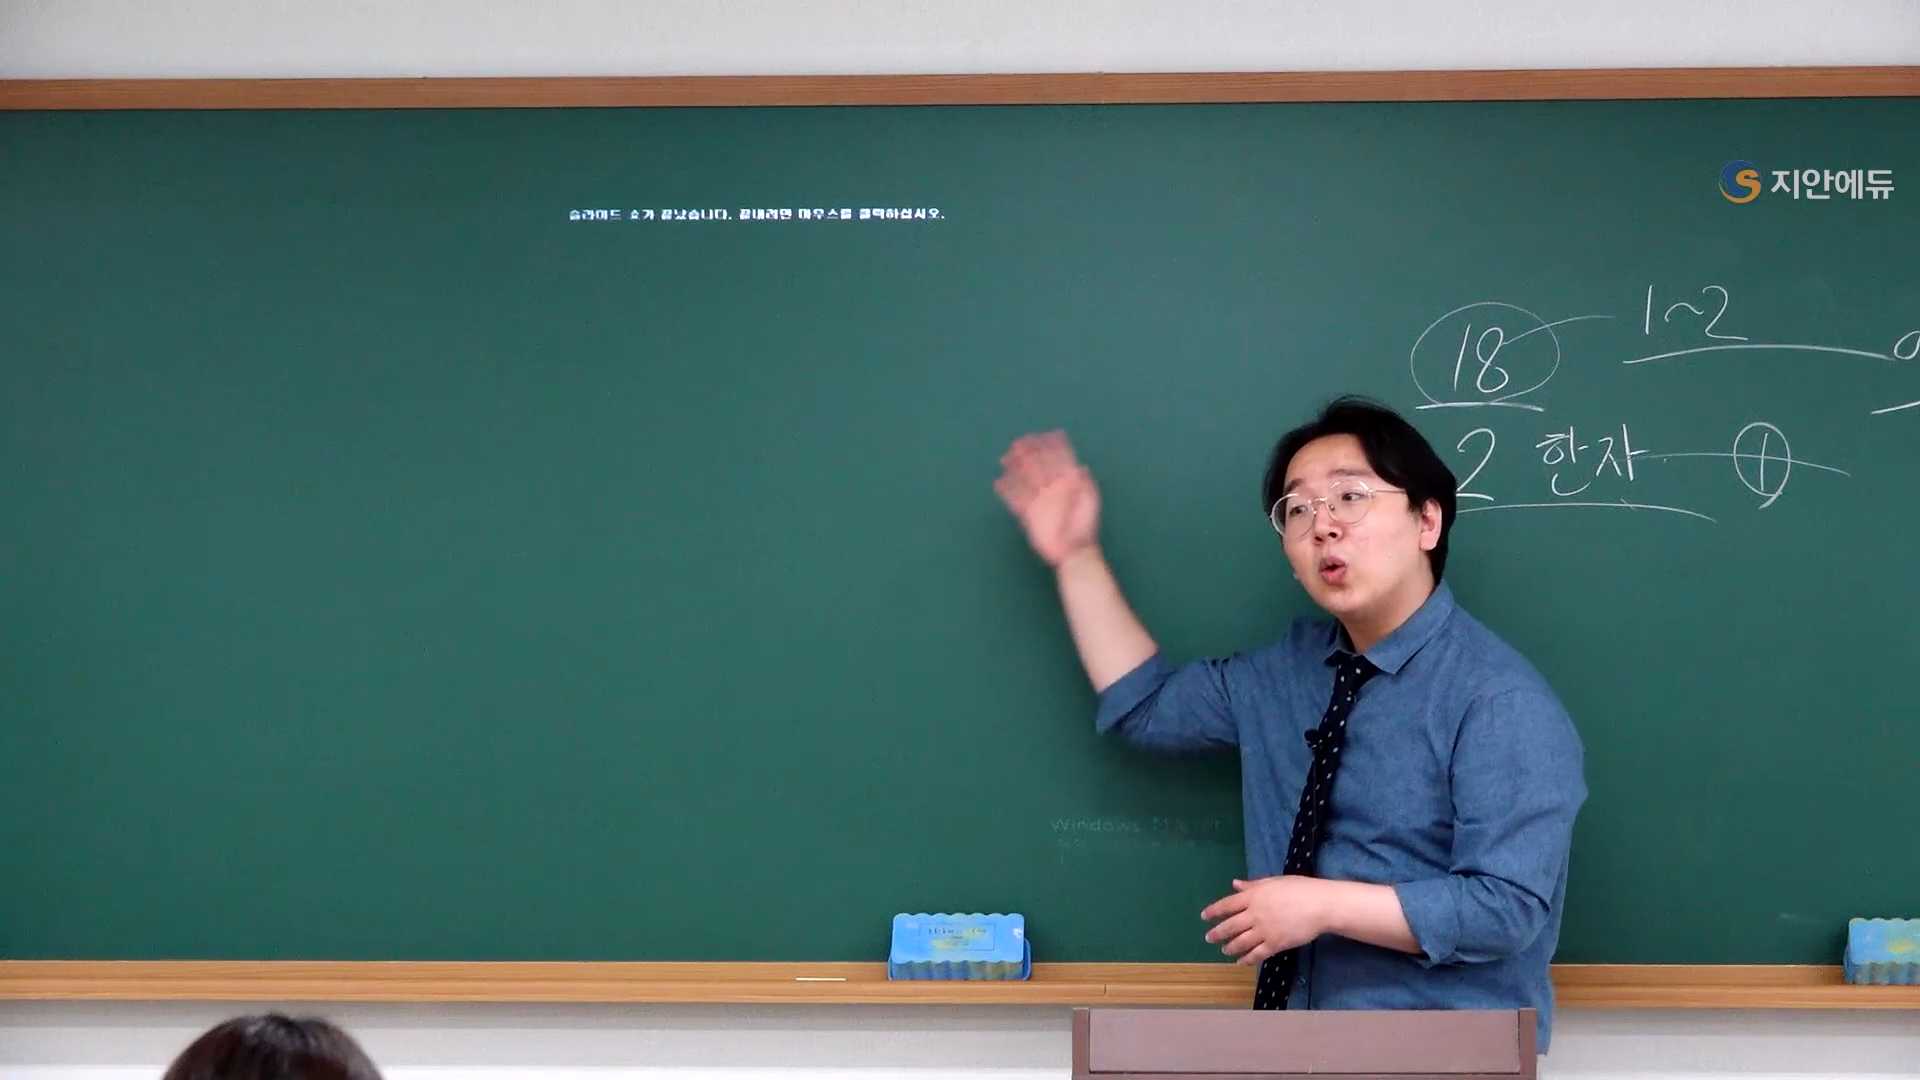 지안에듀
슬라이드 쇼가 끝났습니다. 끝내려면 마우스를 클릭하십시오.
18 1~2
2 한자 ①
Windows